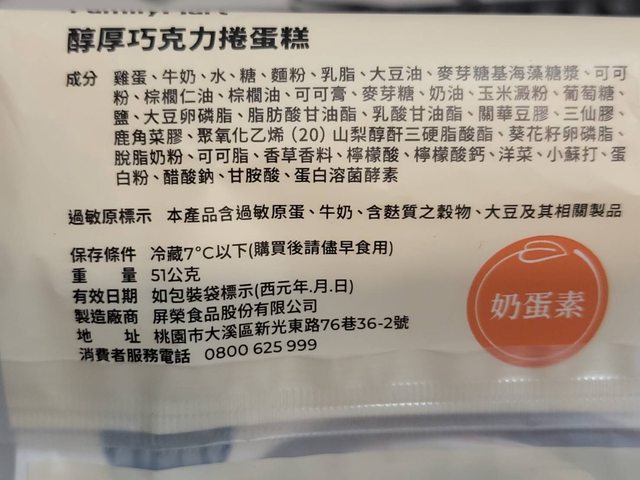 FamilyMart
醇厚巧克力捲蛋糕
成分 雞蛋、牛奶、水、糖、麵粉、乳脂、大豆油、麥芽糖基海藻糖漿、可可
粉、棕櫚仁油、棕櫚油、可可膏、麥芽糖、奶油、玉米澱粉、葡萄糖、
鹽、大豆卵磷脂、脂肪酸甘油酯、乳酸甘油酯、關華豆膠、三仙膠、
鹿角菜膠、聚氧化乙烯（20）山梨醇酐三硬脂酸酯、葵花籽卵磷脂、
脫脂奶粉、可可脂、香草香料、檸檬酸、檸檬酸鈣、洋菜、小蘇打、蛋
白粉、醋酸鈉、甘胺酸、蛋白溶菌酵素
過敏原標示 本產品含過敏原蛋、牛奶、含麩質之穀物、大豆及其相關製品
保存條件 冷藏7°C以下(購買後請儘早食用)
重量 51公克
有效日期 如包裝袋標示(西元年.月.日)
製造廠商 屏榮食品股份有限公司
地址 桃園市大溪區新光東路76巷36-2號
消費者服務電話 0800 625 999
奶蛋素